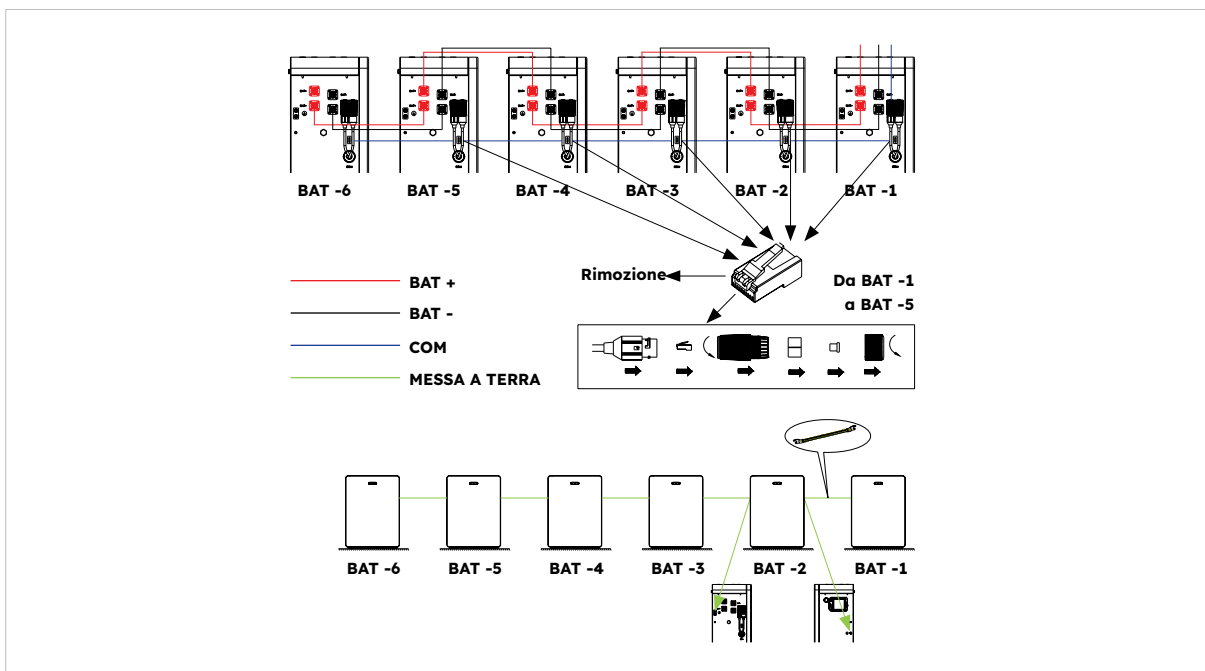 BAT -6
BAT -5
BAT -4
BAT -3
BAT -2
BAT -1
Rimozione
Da BAT -1
a BAT -5
BAT +
BAT -
COM
MESSA A TERRA
BAT -6
BAT -5
BAT -4
BAT -3
BAT -2
BAT -1